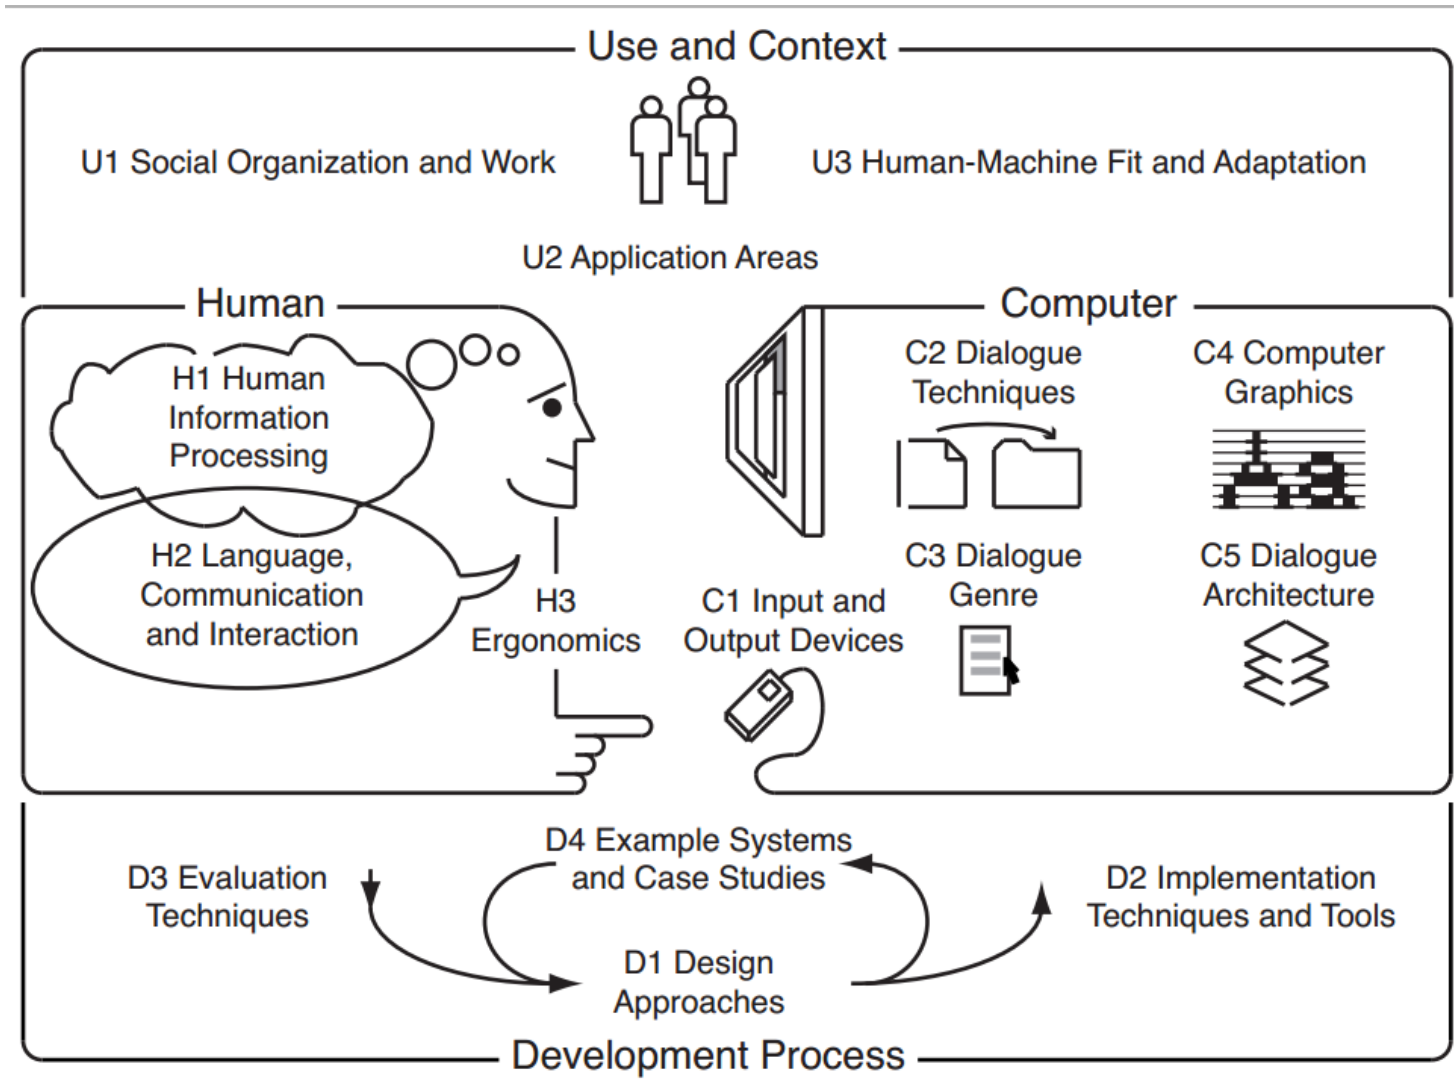 Use and Context
U1 Social Organization and Work
U3 Human-Machine Fit and Adaptation
U2 Application Areas
Human
H1 Human
Information
Processing
H2 Language,
Communication
and Interaction
H3
Ergonomics
Computer
C1 Input and
Output Devices
C2 Dialogue
Techniques
C4 Computer
Graphics
C3 Dialogue
Genre
C5 Dialogue
Architecture
D3 Evaluation
Techniques
D4 Example Systems
and Case Studies
D2 Implementation
Techniques and Tools
D1 Design
Approaches
Development Process